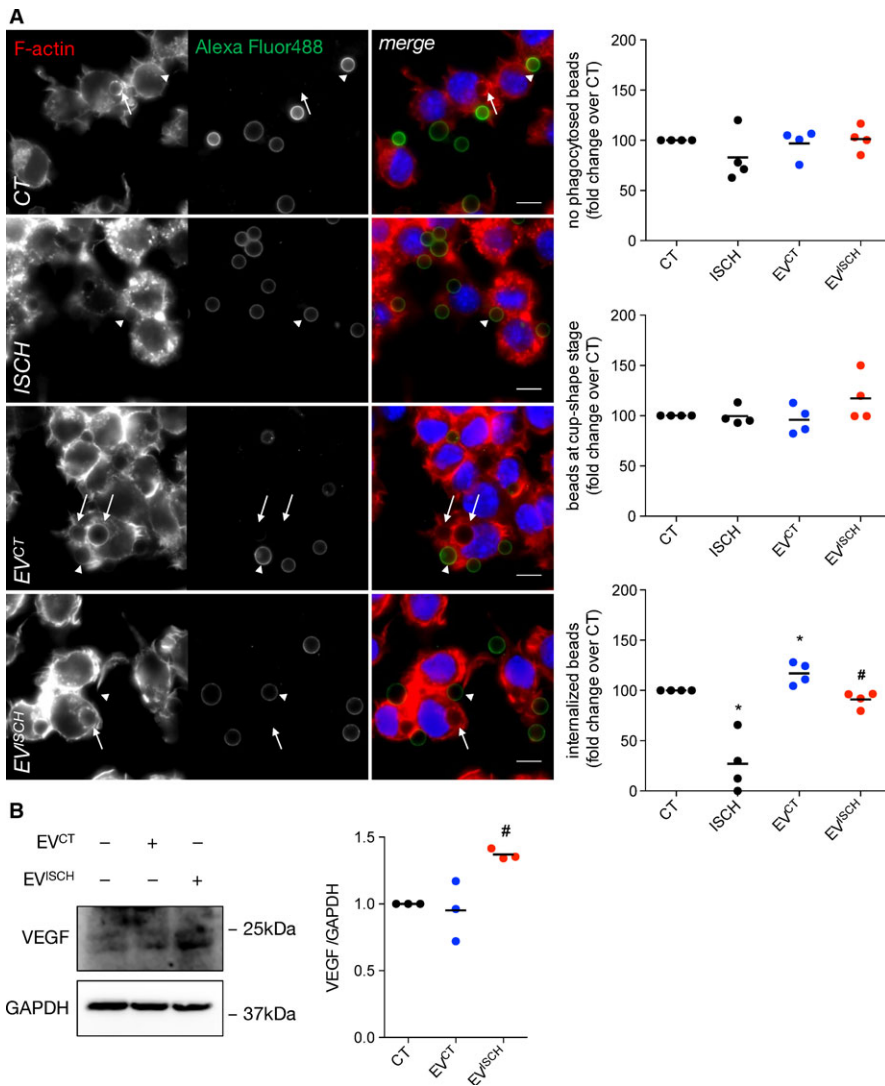 A
F-actin
Alexa Fluor488
merge
CT
ISCH
EVCT
EVISCH
200
150
100
50
0
no phagocytosed beads
(fold change over CT)
CT
ISCH
EVCT
EVISCH
200
150
100
50
0
beads at cup-shape stage
(fold change over CT)
CT
ISCH
EVCT
EVISCH
200
150
100
50
0
internalized beads
(fold change over CT)
*
*
#
CT
ISCH
EVCT
EVISCH
B
EVCT – + –
EVISCH – – +
VEGF
– 25kDa
GAPDH
– 37kDa
1.5
1.0
0.5
0.0
VEGF/GAPDH
#
CT
EVCT
EVISCH